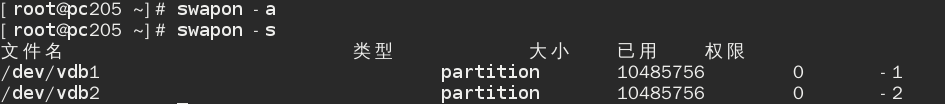 [ root@pc205 ~]# swapon -a
[ root@pc205 ~]# swapon -s
文件名 类型 大小 已用 权限
/dev/vdb1 partition 10485756 0 -1
/dev/vdb2 partition 10485756 0 -2